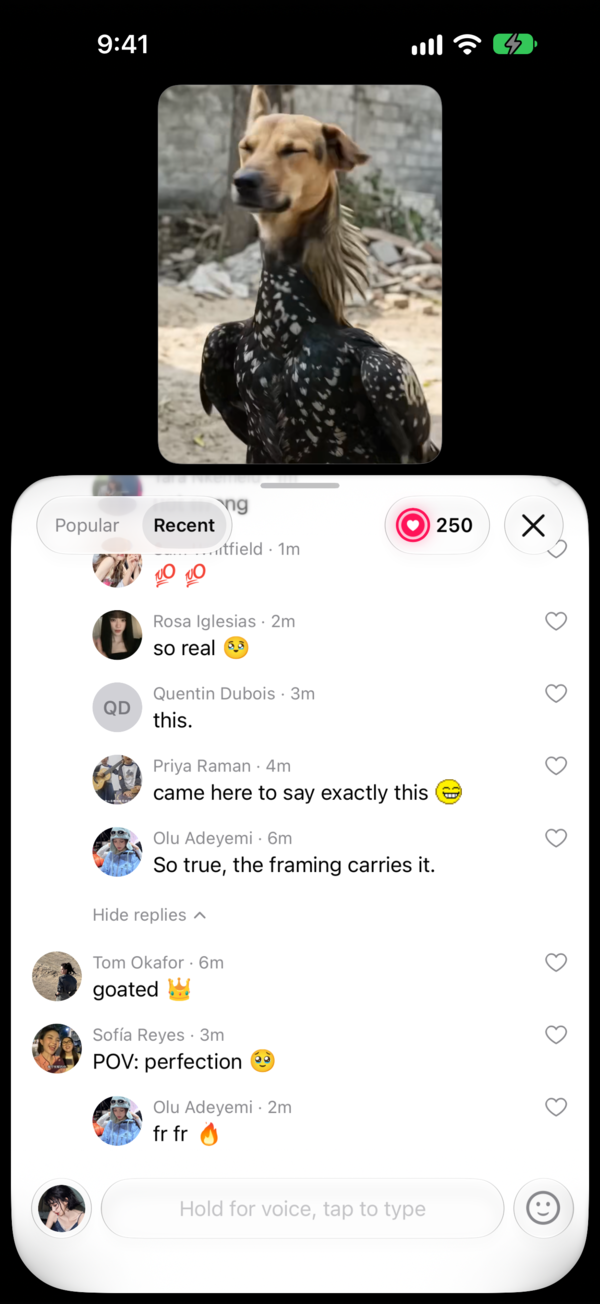 9:41
Popular
Recent
250
Whitfield · 1m
💯 💯
Rosa Iglesias · 2m
so real 🥹
QD
Quentin Dubois · 3m
this.
Priya Raman · 4m
came here to say exactly this 😁
Olu Adeyemi · 6m
So true, the framing carries it.
Hide replies
Tom Okafor · 6m
goated 👑
Sofía Reyes · 3m
POV: perfection 🥹
Olu Adeyemi · 2m
fr fr 🔥
Hold for voice, tap to type